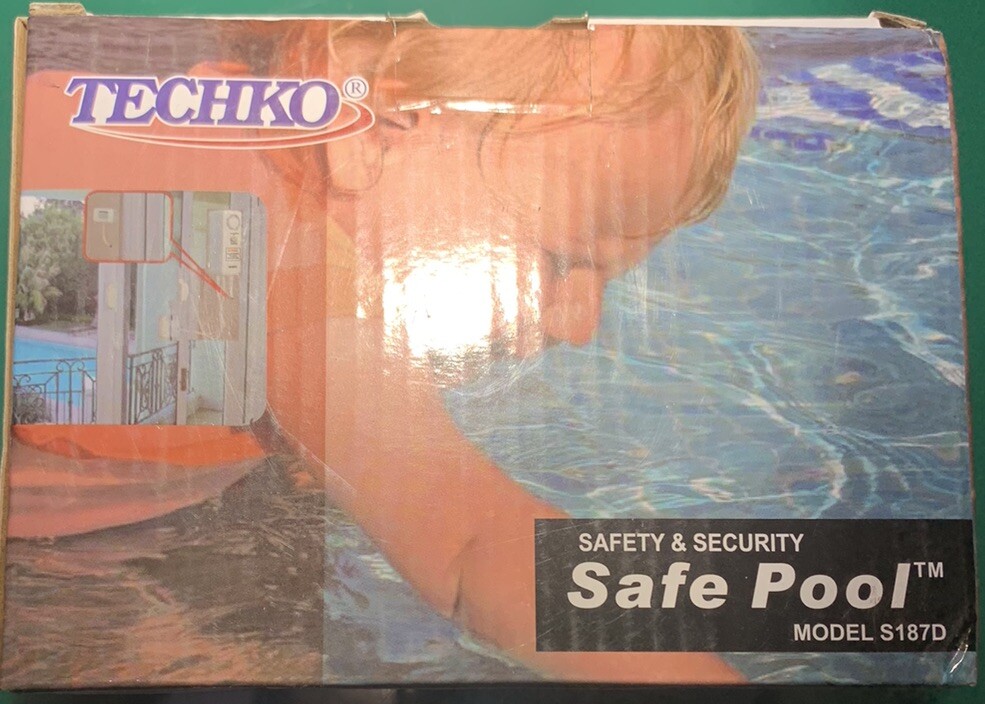 TECHKO®
SAFETY & SECURITY
Safe Pool™
MODEL S187D